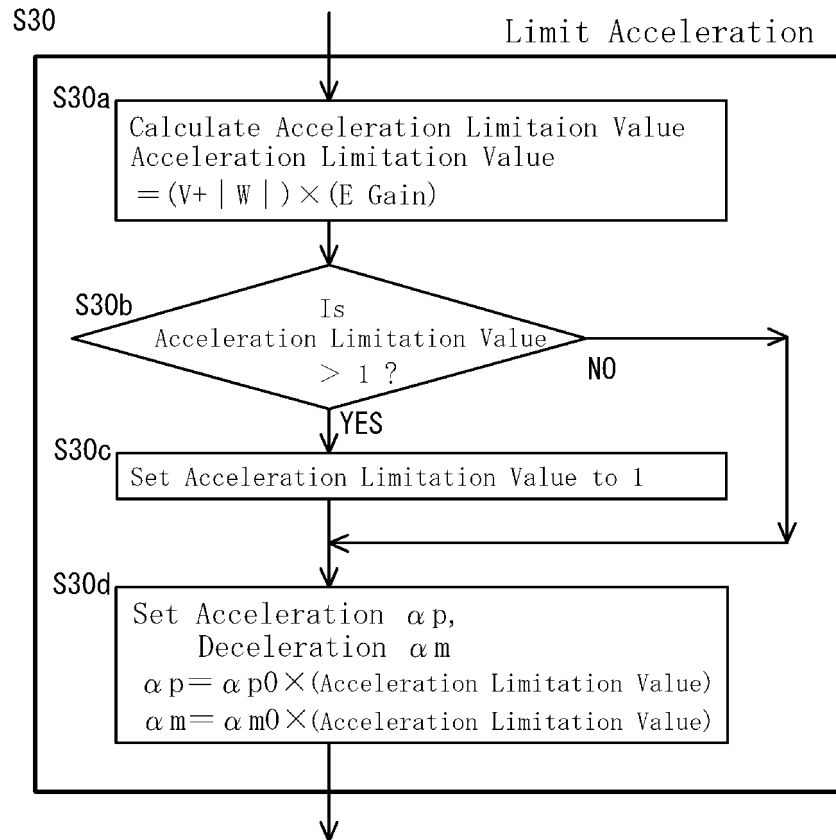 S30
Limit Acceleration
S30a
Calculate Acceleration Limitaion Value
Acceleration Limitation Value
=(V+|W|)×(E Gain)
S30b
Is
Acceleration Limitation Value
> 1 ?
NO
YES
S30c
Set Acceleration Limitation Value to 1
S30d
Set Acceleration αp,
Deceleration αm
αp=αp0×(Acceleration Limitation Value)
αm=αm0×(Acceleration Limitation Value)